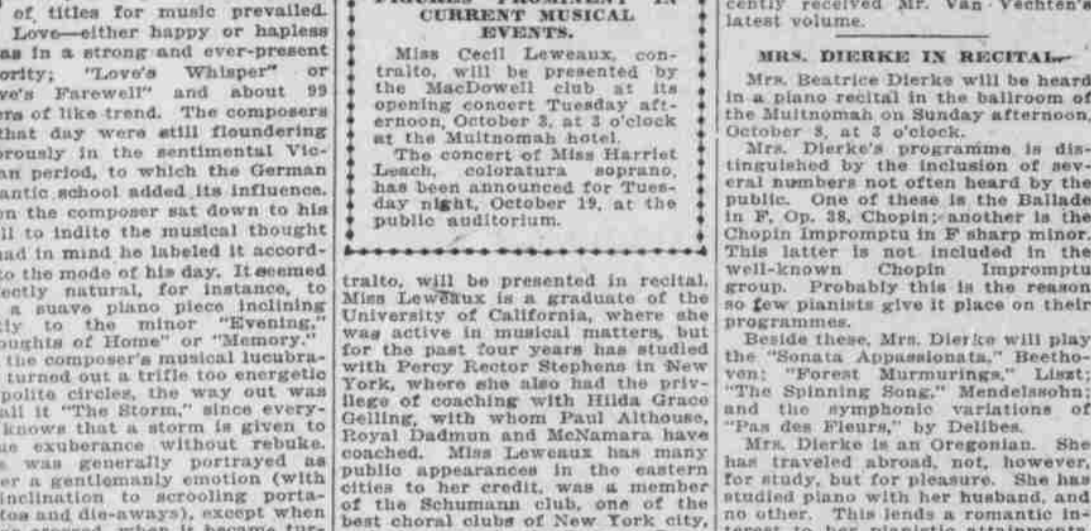 of titles for music prevailed.
Love—either happy or hapless
as in a strong and ever-present
ority; "Love's Whisper" or
ve's Farewell" and about 99
ers of like trend. The composers
that day were still floundering
orously in the sentimental Vic-
an period, to which the German
antic school added its influence.
en the composer sat down to his
ll to indite the musical thought
had in mind he labeled it accord-
to the mode of his day. It seemed
ectly natural, for instance, to
a suave piano piece inclining
tly to the minor "Evening,"
oughts of Home" or "Memory."
the composer's musical lucubra-
turned out a trifle too energetic
polite circles, the way out was
all it "The Storm," since every-
knows that a storm is given to
ue exuberance without rebuke.
was generally portrayed as
er a gentlemanly emotion (with
inclination to scrooling porta-
tos and die-aways), except when
FIGURES PROMINENT IN
CURRENT MUSICAL
EVENTS.
Miss Cecil Leweaux, con-
tralto, will be presented by
the MacDowell club at its
opening concert Tuesday aft-
ernoon, October 3, at 3 o'clock
at the Multnomah hotel.
The concert of Miss Harriet
Leach, coloratura soprano,
has been announced for Tues-
day night, October 19, at the
public auditorium.
tralto, will be presented in recital.
Miss Leweaux is a graduate of the
University of California, where she
was active in musical matters, but
for the past four years has studied
with Percy Rector Stephens in New
York, where she also had the priv-
ilege of coaching with Hilda Grace
Gelling, with whom Paul Althouse,
Royal Dadmun and McNamara have
coached. Miss Leweaux has many
public appearances in the eastern
cities to her credit, was a member
of the Schumann club, one of the
best choral clubs of New York city,
cently received Mr. Van Vechten's
latest volume.
MRS. DIERKE IN RECITAL
Mrs. Beatrice Dierke will be heard
in a piano recital in the ballroom of
the Multnomah on Sunday afternoon,
October 8, at 3 o'clock.
Mrs. Dierke's programme is dis-
tinguished by the inclusion of sev-
eral numbers not often heard by the
public. One of these is the Ballade
in F, Op. 38, Chopin; another is the
Chopin Impromptu in F sharp minor.
This latter is not included in the
well-known Chopin Impromptu
group. Probably this is the reason
so few pianists give it place on their
programmes.
Beside these, Mrs. Dierke will play
the "Sonata Appassionata," Beetho-
ven; "Forest Murmurings," Liszt;
"The Spinning Song," Mendelssohn,
and the symphonic variations of
"Pas des Fleurs," by Delibes.
Mrs. Dierke is an Oregonian. She
has traveled abroad, not, however,
for study, but for pleasure. She has
studied piano with her husband, and
no other. This lends a romantic in-